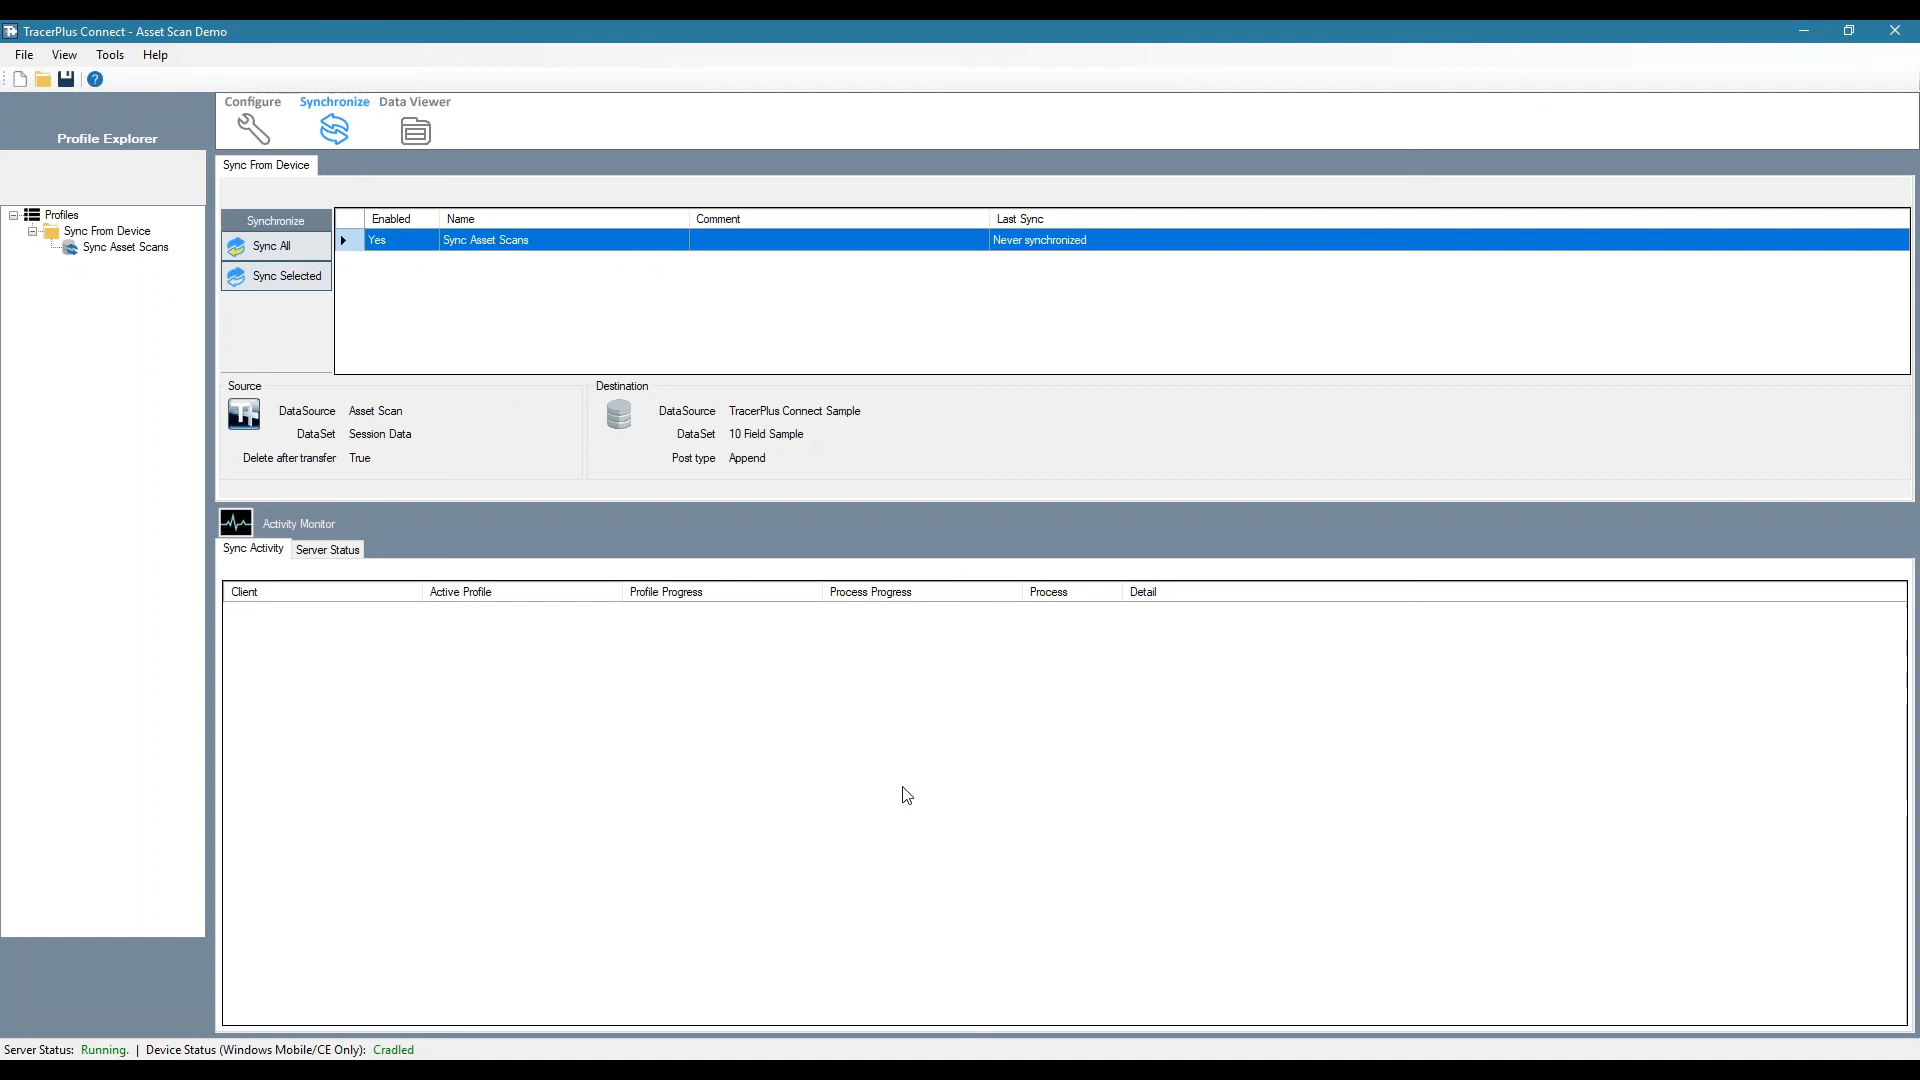 TracerPlus Connect - Asset Scan Demo
File View Tools Help
Configure Synchronize Data Viewer
Profile Explorer
Sync From Device
Profiles
Sync From Device
Sync Asset Scans
Synchronize
Sync All
Sync Selected
Enabled Name Comment Last Sync
Yes Sync Asset Scans Never synchronized
Source
DataSource Asset Scan
DataSet Session Data
Delete after transfer True
Destination
DataSource TracerPlus Connect Sample
DataSet 10 Field Sample
Post type Append
Activity Monitor
Sync Activity Server Status
Client Active Profile Profile Progress Process Progress Process Detail
Server Status: Running. | Device Status (Windows Mobile/CE Only): Cradled